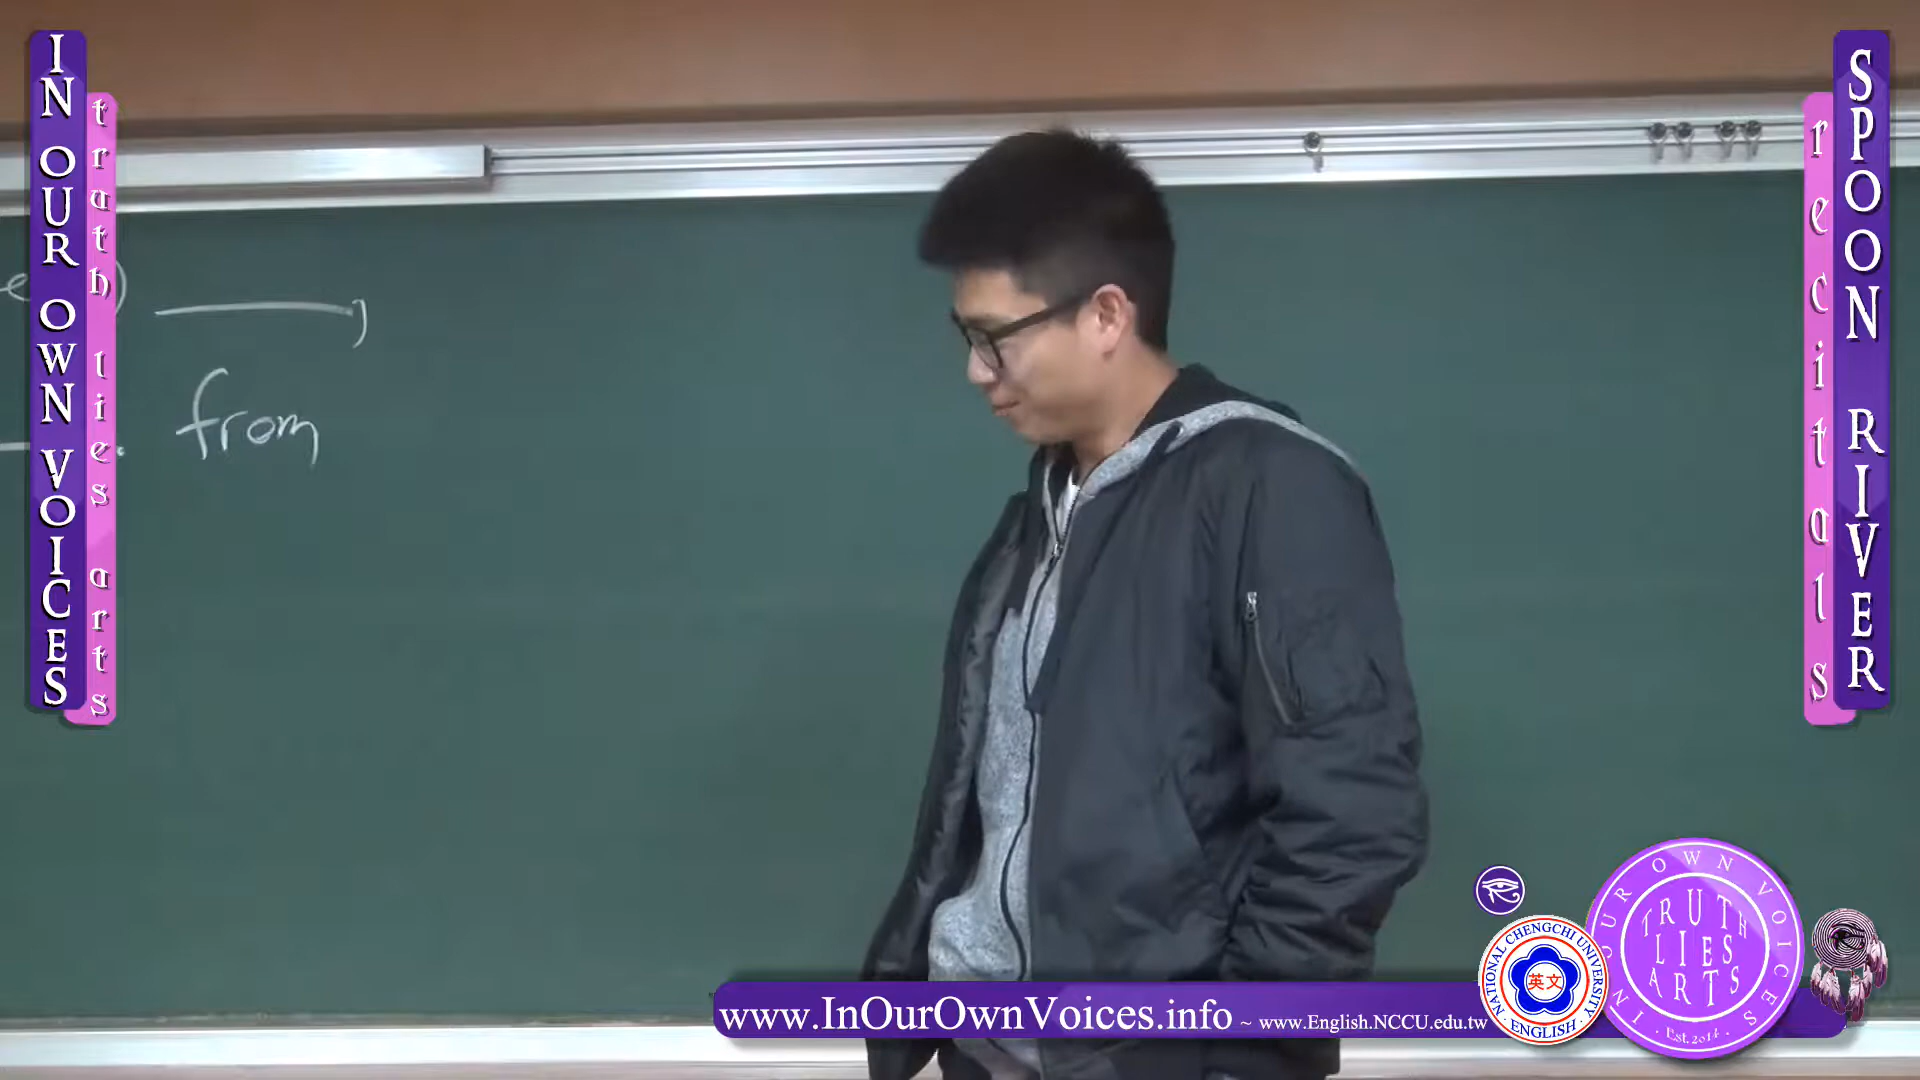 IN OUR OWN VOICES
truth lies arts
from
SPOON RIVER
recitals
www.InOurOwnVoices.info ~ www.English.NCCU.edu.tw
NATIONAL CHENGCHI UNIVERSITY
英文
· ENGLISH ·
IN OUR OWN VOICES
TRUTH
LIES
ARTS
· Est. 2014 ·